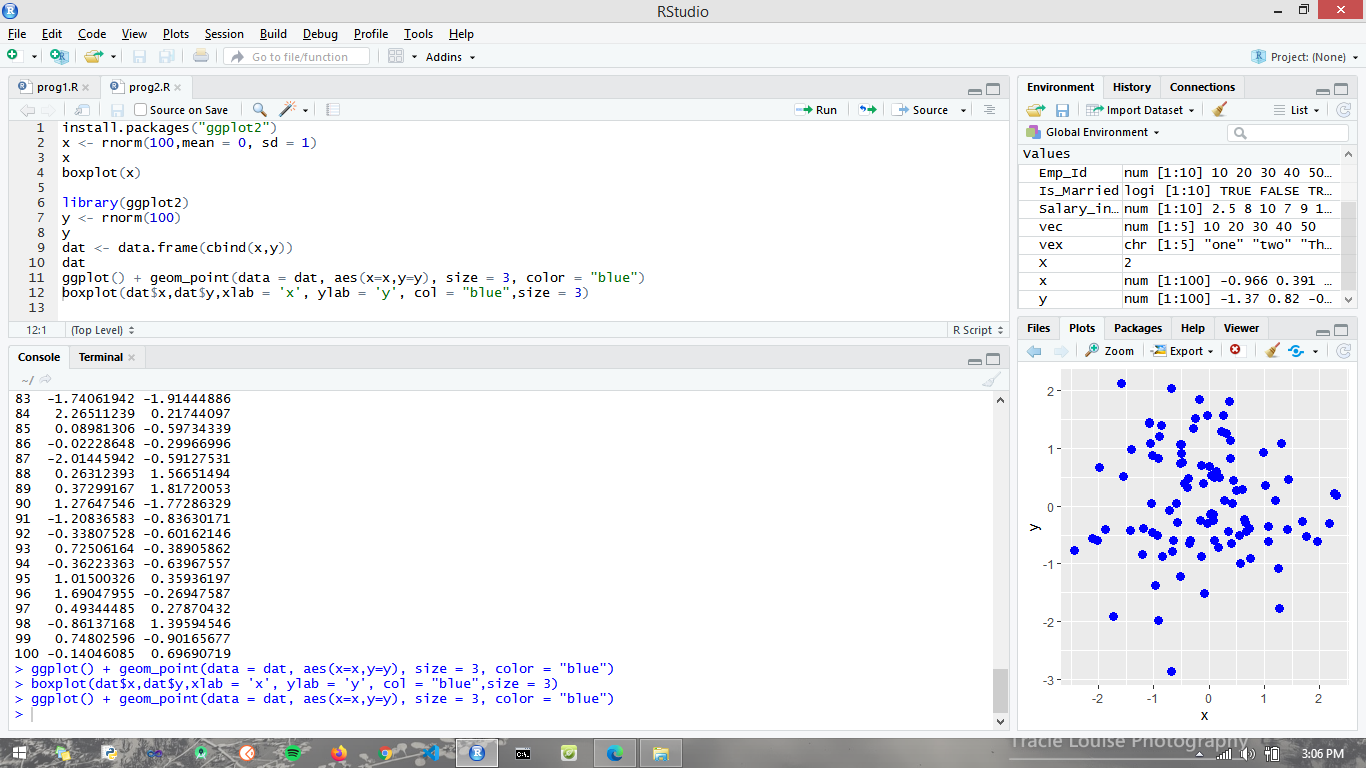 RStudio
File Edit Code View Plots Session Build Debug Profile Tools Help
Go to file/function Addins Project: (None)
prog1.R prog2.R
Source on Save Run Source
1 install.packages("ggplot2")
2 x <- rnorm(100,mean = 0, sd = 1)
3 x
4 boxplot(x)
5
6 library(ggplot2)
7 y <- rnorm(100)
8 y
9 dat <- data.frame(cbind(x,y))
10 dat
11 ggplot() + geom_point(data = dat, aes(x=x,y=y), size = 3, color = "blue")
12 boxplot(dat$x,dat$y,xlab = 'x', ylab = 'y', col = "blue",size = 3)
13
12:1 (Top Level) R Script
Console Terminal
~/
83 -1.74061942 -1.91444886
84 2.26511239 0.21744097
85 0.08981306 -0.59734339
86 -0.02228648 -0.29966996
87 -2.01445942 -0.59127531
88 0.26312393 1.56651494
89 0.37299167 1.81720053
90 1.27647546 -1.77286329
91 -1.20836583 -0.83630171
92 -0.33807528 -0.60162146
93 0.72506164 -0.38905862
94 -0.36223363 -0.63967557
95 1.01500326 0.35936197
96 1.69047955 -0.26947587
97 0.49344485 0.27870432
98 -0.86137168 1.39594546
99 0.74802596 -0.90165677
100 -0.14046085 0.69690719
> ggplot() + geom_point(data = dat, aes(x=x,y=y), size = 3, color = "blue")
> boxplot(dat$x,dat$y,xlab = 'x', ylab = 'y', col = "blue",size = 3)
> ggplot() + geom_point(data = dat, aes(x=x,y=y), size = 3, color = "blue")
>
Environment History Connections
Import Dataset List
Global Environment
Values
Emp_Id num [1:10] 10 20 30 40 50…
Is_Married logi [1:10] TRUE FALSE TR…
Salary_in… num [1:10] 2.5 8 10 7 9 1…
vec num [1:5] 10 20 30 40 50
vex chr [1:5] "one" "two" "Th…
X 2
x num [1:100] -0.966 0.391 …
y num [1:100] -1.37 0.82 -0…
Files Plots Packages Help Viewer
Zoom Export
2
1
0
-1
-2
-3
y
-2 -1 0 1 2
x
Tracie Louise Photography
3:06 PM